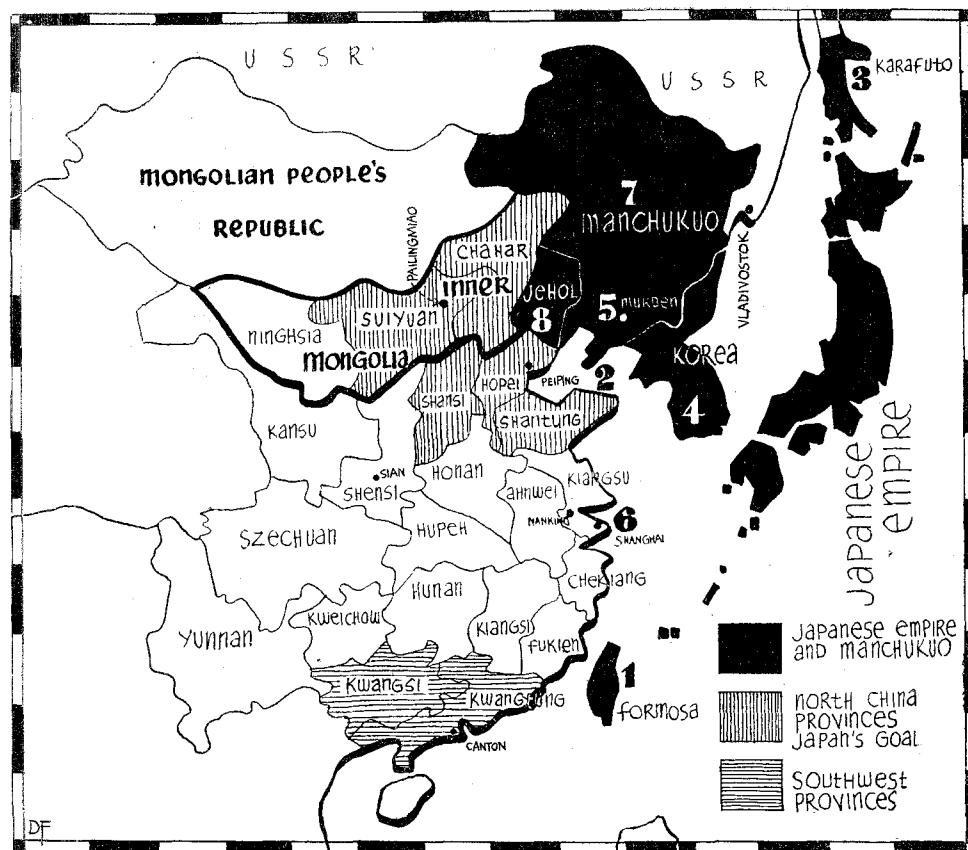 U S S R
U S S R
3 KARAFUTO
MONGOLIAN PEOPLE'S
REPUBLIC
PAILINGMIAO
7
MANCHUKUO
CHAHAR
INNER
JEHOL
8
5. MUKDEN
VLADIVOSTOK
SUIYUAN
NINGHSIA
MONGOLIA
KOREA
4
HOPEI
PEIPING
2
SHANSI
SHANTUNG
KANSU
SIAN
SHENSI
HONAN
KIANGSU
AHNWEI
NANKING
6
SHANGHAI
SZECHUAN
HUPEH
CHEKIANG
HUNAN
KWEICHOW
KIANGSI
FUKIEN
YUNNAN
KWANGSI
KWANGTUNG
CANTON
1
FORMOSA
JAPANESE
EMPIRE
JAPANESE EMPIRE
AND MANCHUKUO
NORTH CHINA
PROVINCES
JAPAN'S GOAL
SOUTHWEST
PROVINCES
DF